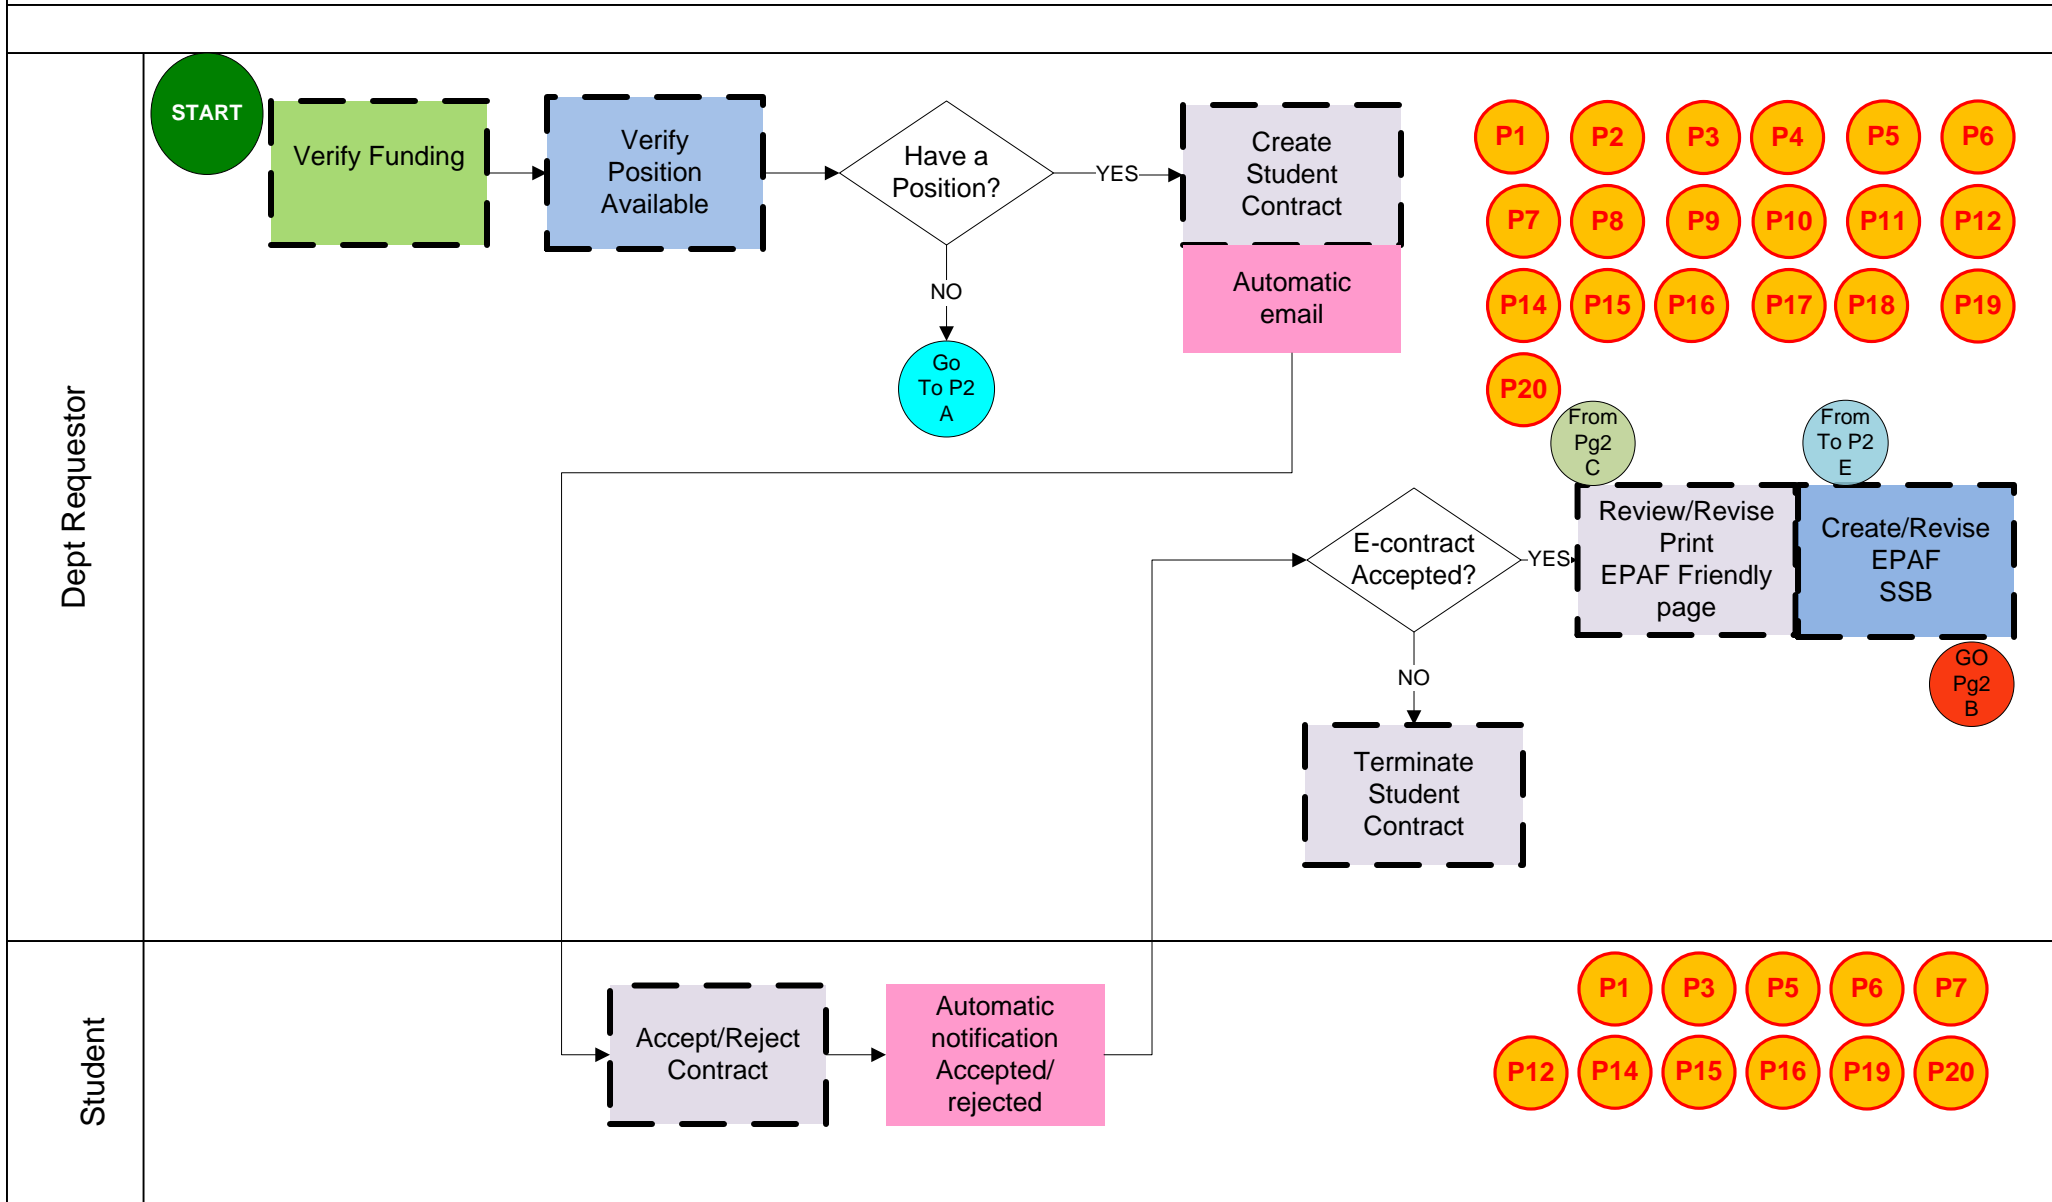 START
Verify Funding
Verify
Position
Available
Have a
Position?
YES
Create
Student
Contract
Automatic
email
NO
Go
To P2
A
P1 P2 P3 P4 P5 P6
P7 P8 P9 P10 P11 P12
P14 P15 P16 P17 P18 P19
P20
From
Pg2
C
From
To P2
E
Dept Requestor
E-contract
Accepted?
YES
Review/Revise
Print
EPAF Friendly
page
Create/Revise
EPAF
SSB
GO
Pg2
B
NO
Terminate
Student
Contract
Student
Accept/Reject
Contract
Automatic
notification
Accepted/
rejected
P1 P3 P5 P6 P7
P12 P14 P15 P16 P19 P20